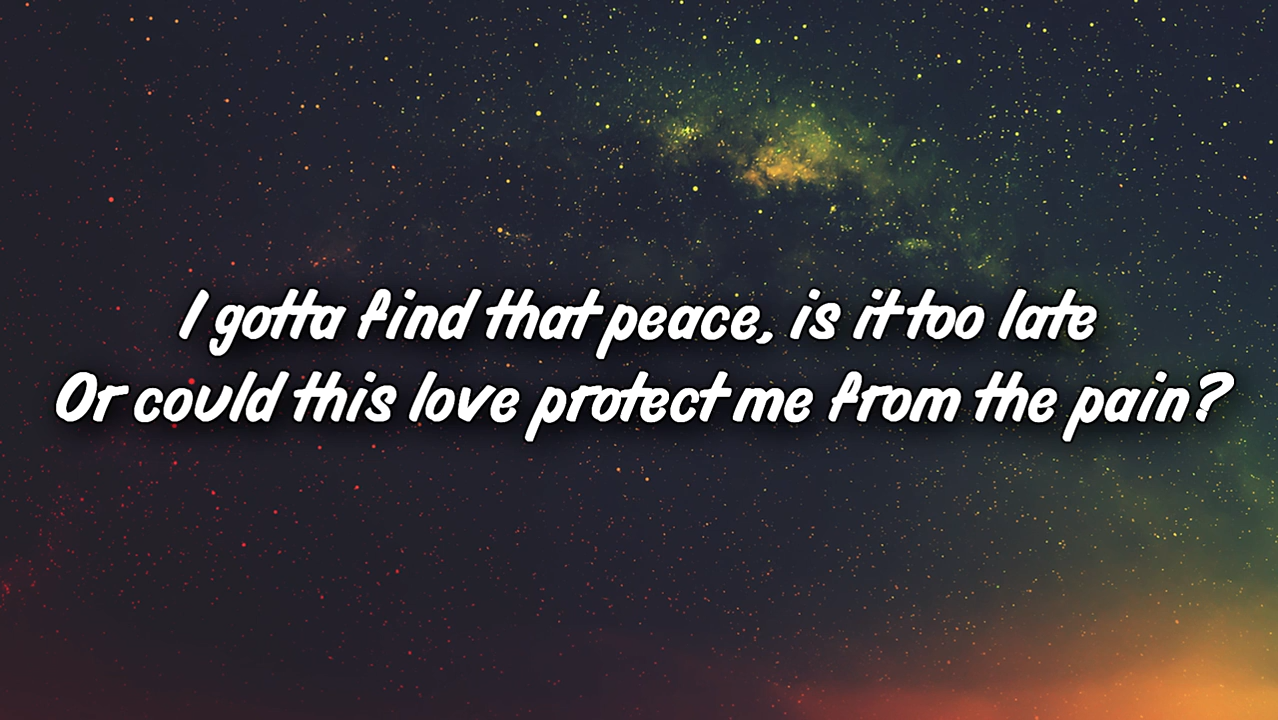 I gotta find that peace, is it too late
Or could this love protect me from the pain?